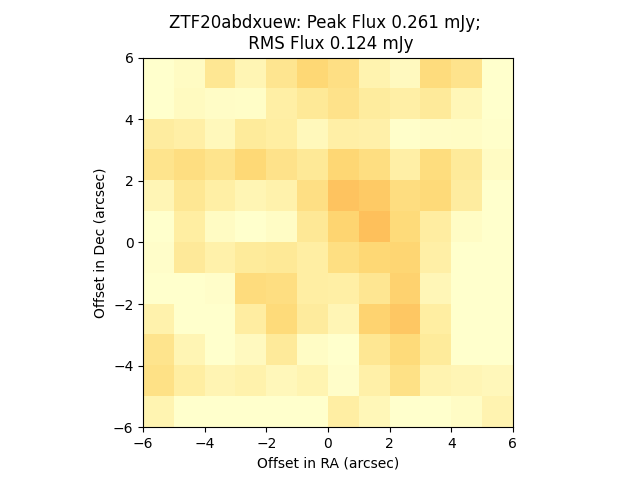 ZTF20abdxuew: Peak Flux 0.261 mJy;
RMS Flux 0.124 mJy
6
4
2
0
−2
−4
−6
Offset in Dec (arcsec)
−6 −4 −2 0 2 4 6
Offset in RA (arcsec)